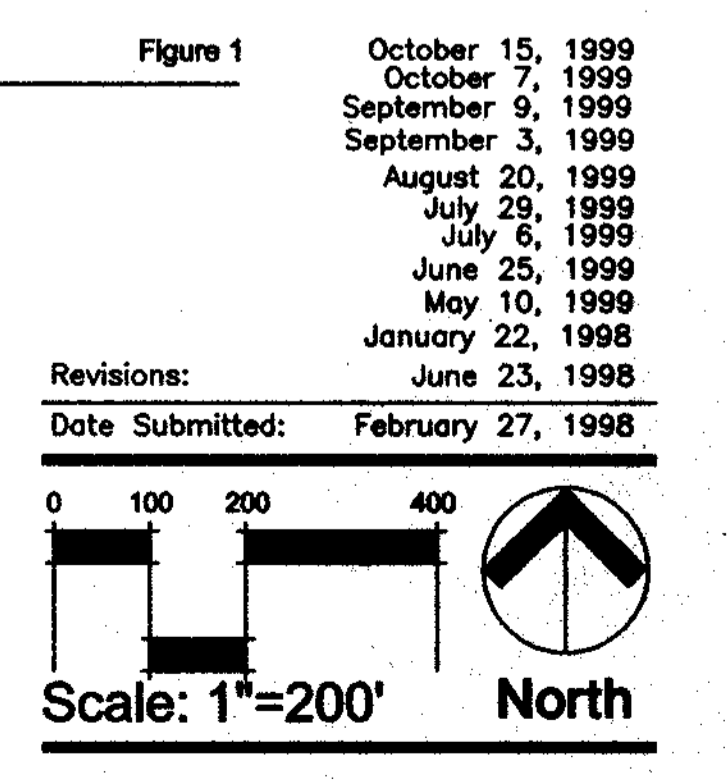 Figure 1 October 15, 1999
October 7, 1999
September 9, 1999
September 3, 1999
August 20, 1999
July 29, 1999
July 6, 1999
June 25, 1999
May 10, 1999
January 22, 1998
Revisions: June 23, 1998
Date Submitted: February 27, 1998
0 100 200 400
Scale: 1"=200' North